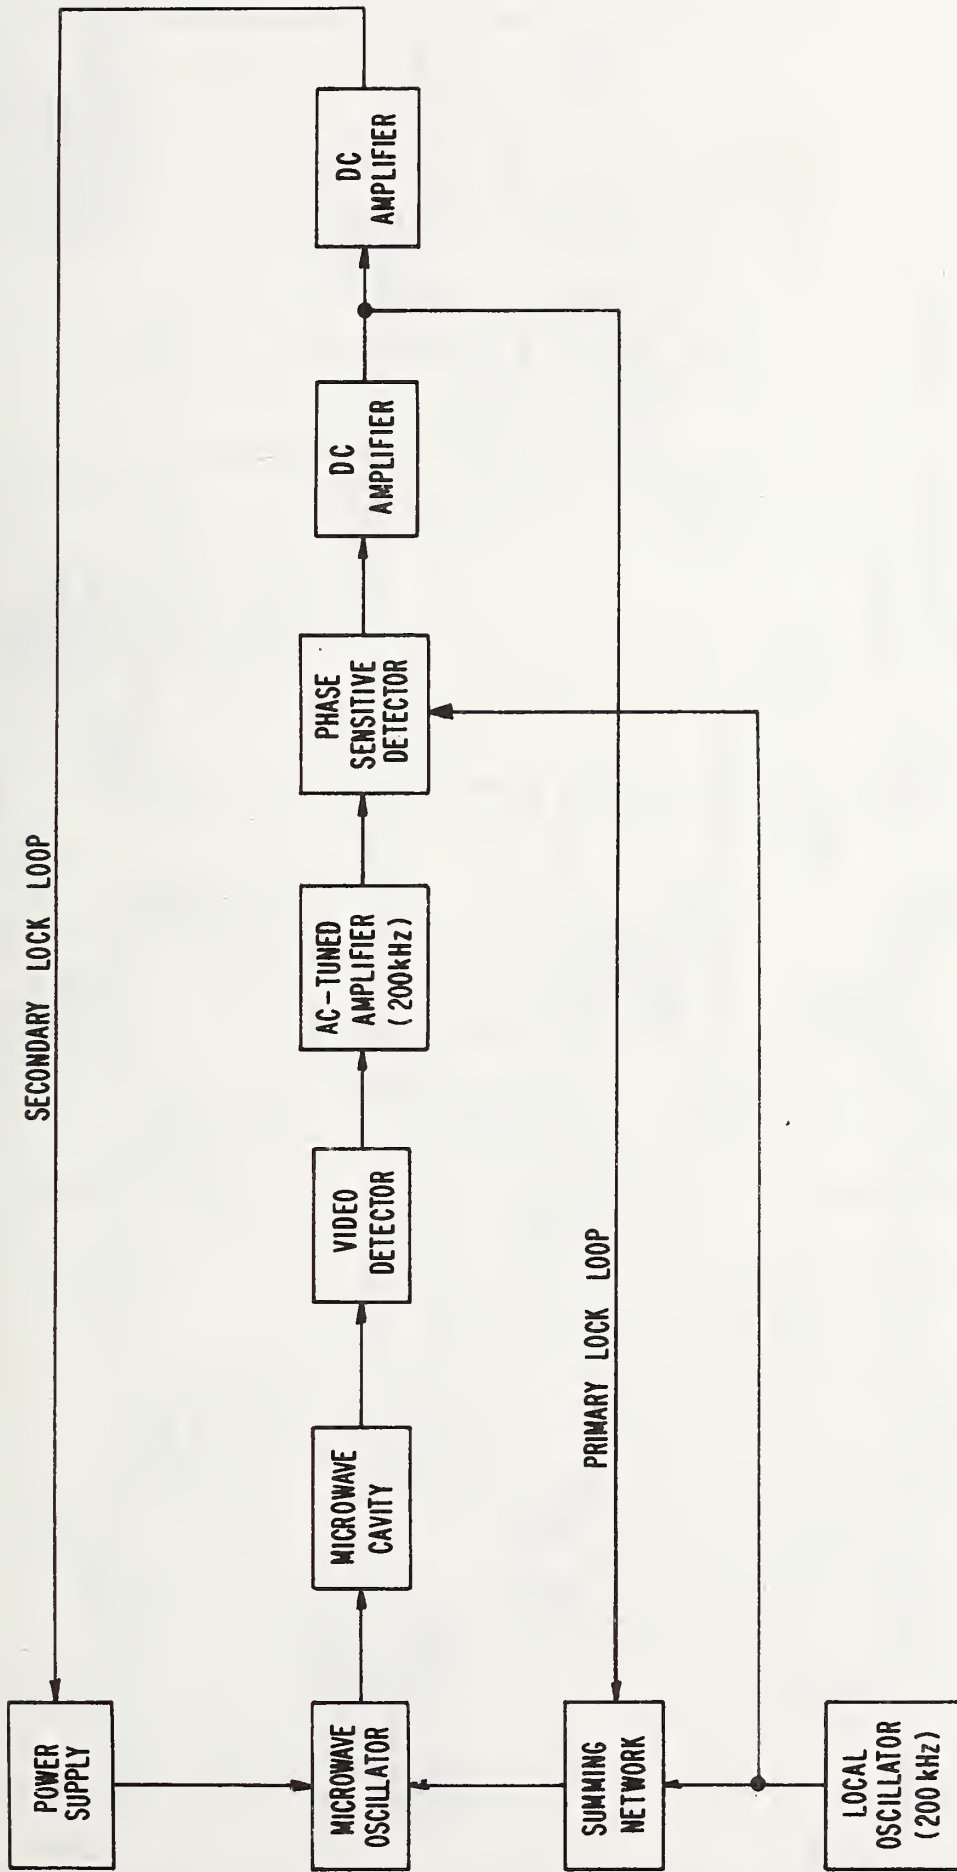 SECONDARY LOCK LOOP
POWER
SUPPLY
MICROWAVE
OSCILLATOR
MICROWAVE
CAVITY
VIDEO
DETECTOR
AC-TUNED
AMPLIFIER
(200kHz)
PHASE
SENSITIVE
DETECTOR
DC
AMPLIFIER
DC
AMPLIFIER
PRIMARY LOCK LOOP
SUMMING
NETWORK
LOCAL
OSCILLATOR
(200 kHz)